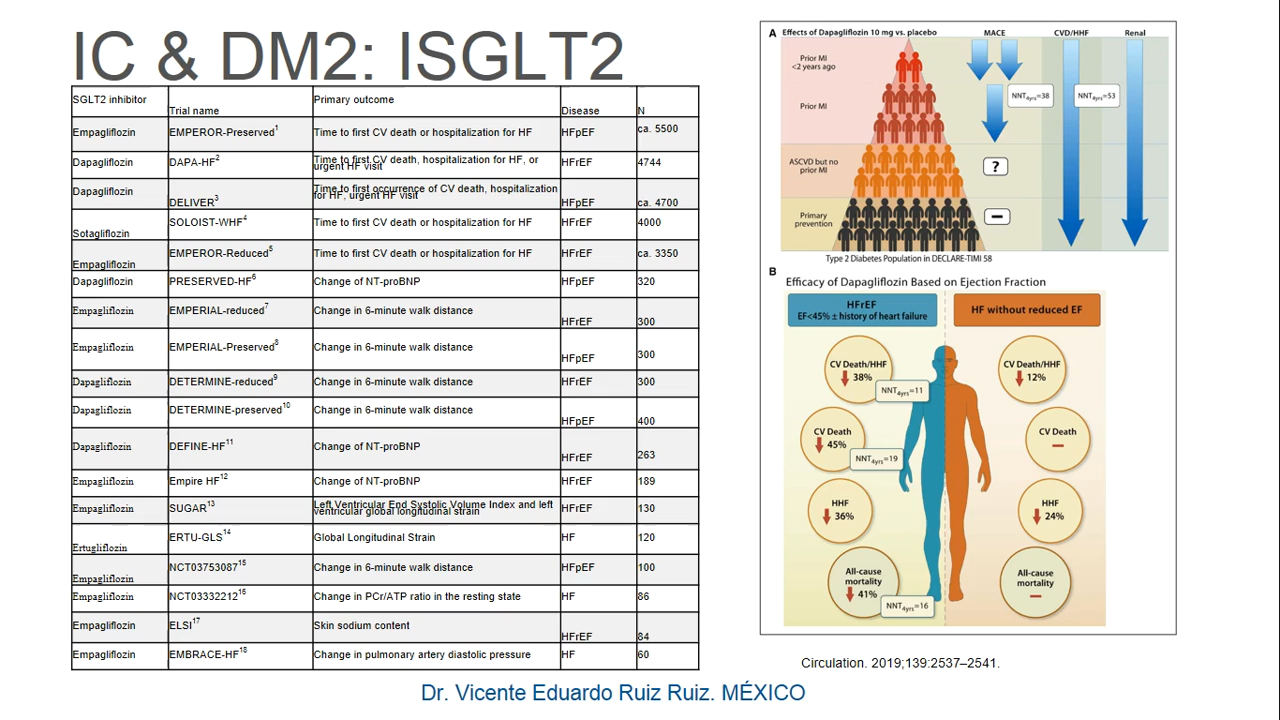 IC & DM2: ISGLT2
SGLT2 inhibitor Trial name Primary outcome Disease N
Empagliflozin EMPEROR-Preserved1 Time to first CV death or hospitalization for HF HFpEF ca. 5500
Dapagliflozin DAPA-HF2 Time to first CV death, hospitalization for HF, or
urgent HF visit HFrEF 4744
Dapagliflozin DELIVER3 Time to first occurrence of CV death, hospitalization
for HF, urgent HF visit HFpEF ca. 4700
Sotagliflozin SOLOIST-WHF4 Time to first CV death or hospitalization for HF HFrEF 4000
Empagliflozin EMPEROR-Reduced5 Time to first CV death or hospitalization for HF HFrEF ca. 3350
Dapagliflozin PRESERVED-HF6 Change of NT-proBNP HFpEF 320
Empagliflozin EMPERIAL-reduced7 Change in 6-minute walk distance HFrEF 300
Empagliflozin EMPERIAL-Preserved8 Change in 6-minute walk distance HFpEF 300
Dapagliflozin DETERMINE-reduced9 Change in 6-minute walk distance HFrEF 300
Dapagliflozin DETERMINE-preserved10 Change in 6-minute walk distance HFpEF 400
Dapagliflozin DEFINE-HF11 Change of NT-proBNP HFrEF 263
Empagliflozin Empire HF12 Change of NT-proBNP HFrEF 189
Empagliflozin SUGAR13 Left Ventricular End Systolic Volume Index and left
ventricular global longitudinal strain HFrEF 130
Ertugliflozin ERTU-GLS14 Global Longitudinal Strain HF 120
Empagliflozin NCT0375308715 Change in 6-minute walk distance HFpEF 100
Empagliflozin NCT0333221216 Change in PCr/ATP ratio in the resting state HF 86
Empagliflozin ELSI17 Skin sodium content HFrEF 84
Empagliflozin EMBRACE-HF18 Change in pulmonary artery diastolic pressure HF 60
A Effects of Dapagliflozin 10 mg vs. placebo MACE CVD/HHF Renal
Prior MI
<2 years ago
NNT4yrs=38 NNT4yrs=53
Prior MI
ASCVD but no
prior MI
?
Primary
prevention
Type 2 Diabetes Population in DECLARE-TIMI 58
B
Efficacy of Dapagliflozin Based on Ejection Fraction
HFrEF
EF<45% ± history of heart failure
HF without reduced EF
CV Death/HHF
38%
NNT4yrs=11
CV Death/HHF
12%
CV Death
45%
NNT4yrs=19
CV Death
HHF
36%
HHF
24%
All-cause
mortality
41%
NNT4yrs=16
All-cause
mortality
Circulation. 2019;139:2537–2541.
Dr. Vicente Eduardo Ruiz Ruiz. MÉXICO